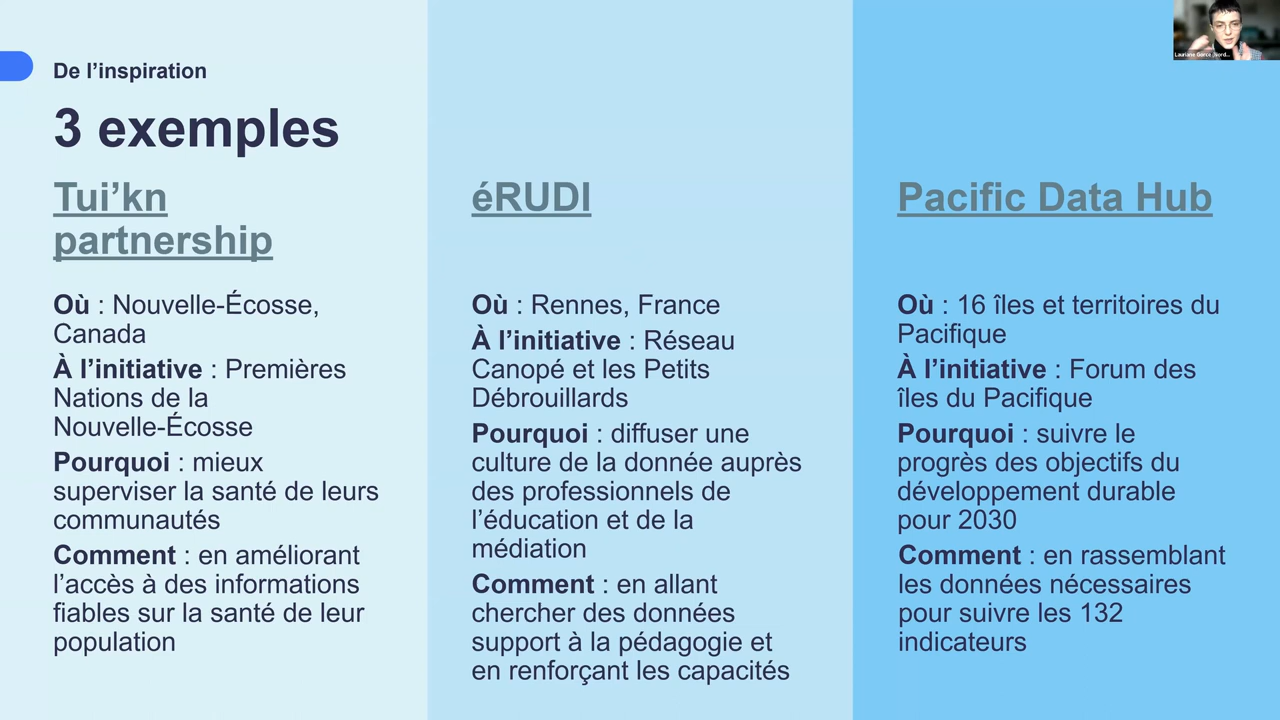 De l’inspiration
3 exemples
Tui’kn
partnership
Où : Nouvelle-Écosse,
Canada
À l’initiative : Premières
Nations de la
Nouvelle-Écosse
Pourquoi : mieux
superviser la santé de leurs
communautés
Comment : en améliorant
l’accès à des informations
fiables sur la santé de leur
population
éRUDI
Où : Rennes, France
À l’initiative : Réseau
Canopé et les Petits
Débrouillards
Pourquoi : diffuser une
culture de la donnée auprès
des professionnels de
l’éducation et de la
médiation
Comment : en allant
chercher des données
support à la pédagogie et
en renforçant les capacités
Pacific Data Hub
Où : 16 îles et territoires du
Pacifique
À l’initiative : Forum des
îles du Pacifique
Pourquoi : suivre le
progrès des objectifs du
développement durable
pour 2030
Comment : en rassemblant
les données nécessaires
pour suivre les 132
indicateurs